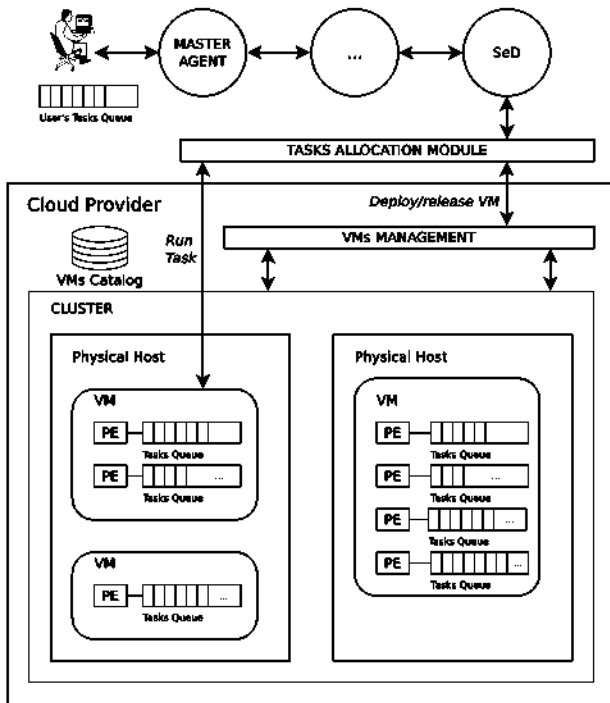 MASTER
AGENT
...
SeD
User's Tasks Queue
TASKS ALLOCATION MODULE
Cloud Provider
Deploy/release VM
Run
Task
VMs MANAGEMENT
VMs Catalog
CLUSTER
Physical Host
VM
PE
Tasks Queue
PE
...
Tasks Queue
VM
PE
...
Tasks Queue
Physical Host
VM
PE
Tasks Queue
PE
...
Tasks Queue
PE
...
Tasks Queue
PE
...
Tasks Queue